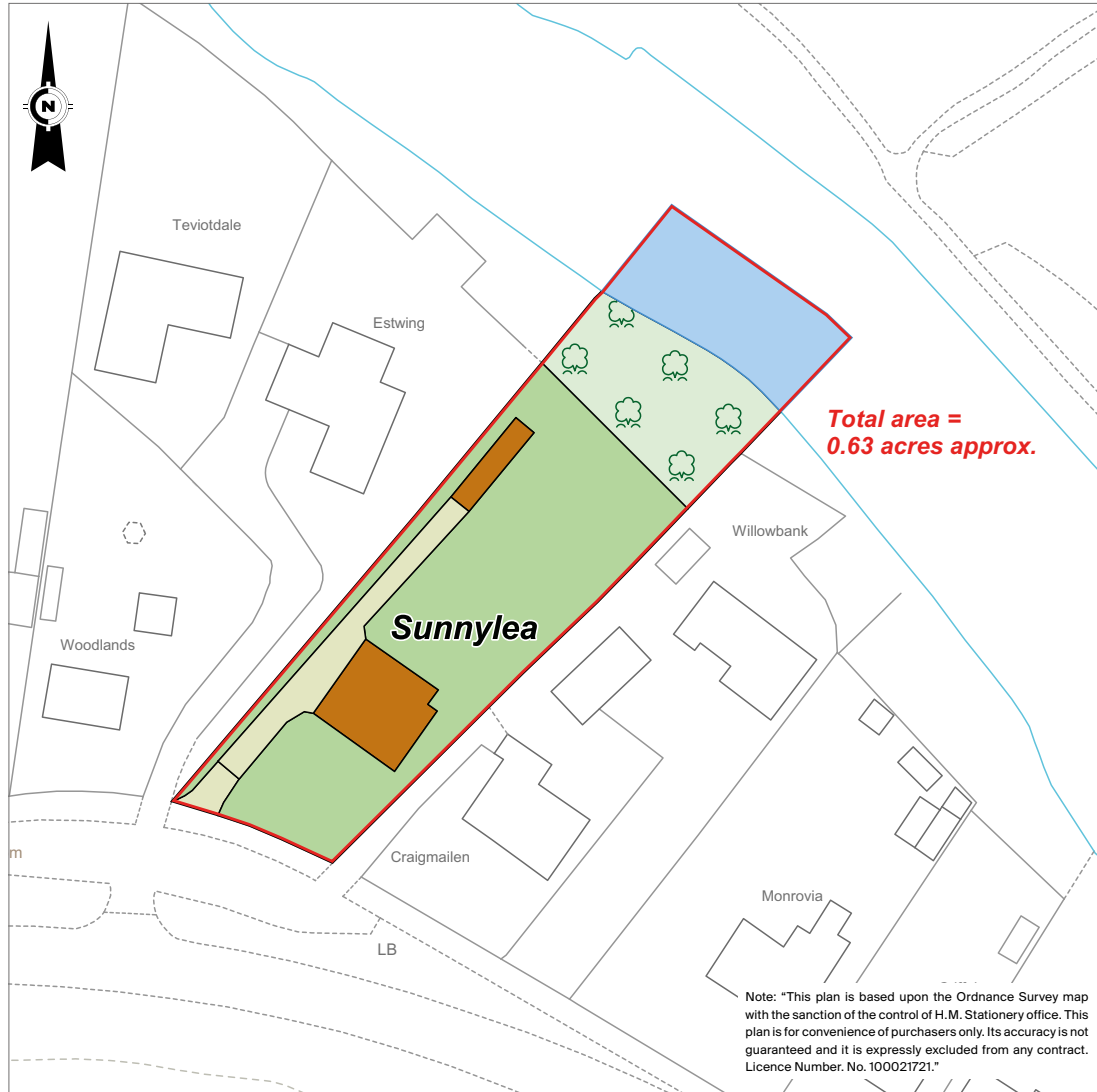 N
Teviotdale
Estwing
Total area =
0.63 acres approx.
Willowbank
Sunnylea
Woodlands
m
Craigmailen
Monrovia
LB
Note: “This plan is based upon the Ordnance Survey map
with the sanction of the control of H.M. Stationery office. This
plan is for convenience of purchasers only. Its accuracy is not
guaranteed and it is expressly excluded from any contract.
Licence Number. No. 100021721.”